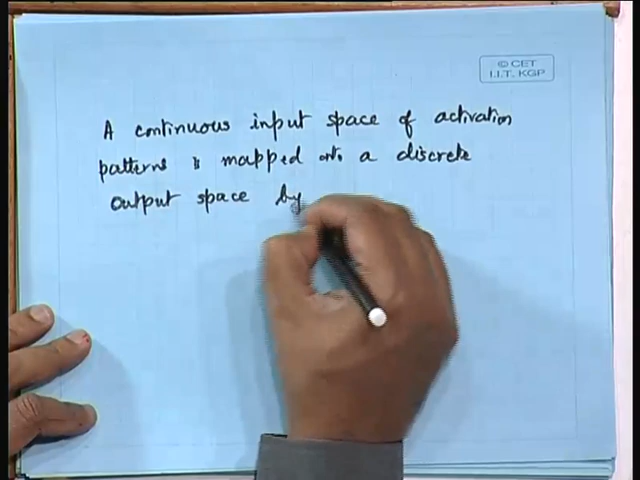 © CET
I.I.T. KGP
A continuous input space of activation
patterns is mapped onto a discrete
output space by